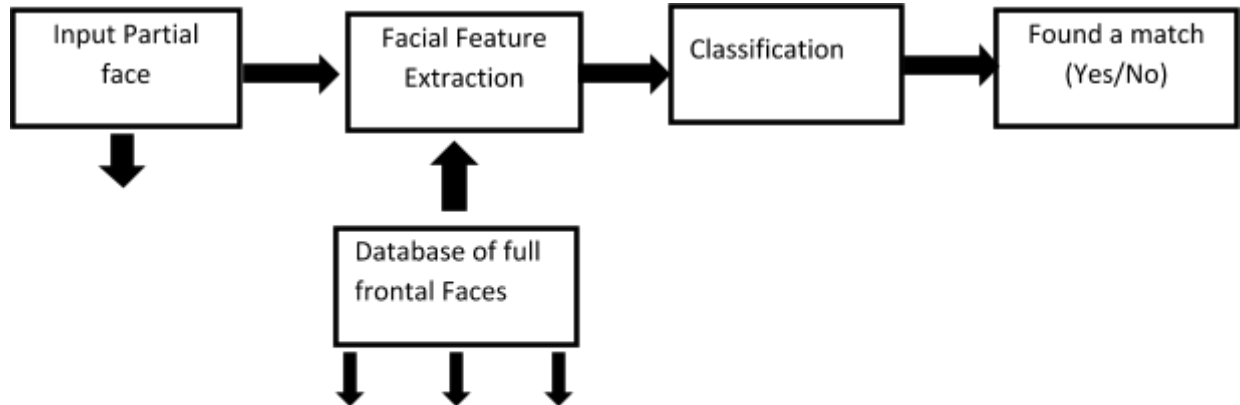 Input Partial
face
Facial Feature
Extraction
Classification
Found a match
(Yes/No)
Database of full
frontal Faces